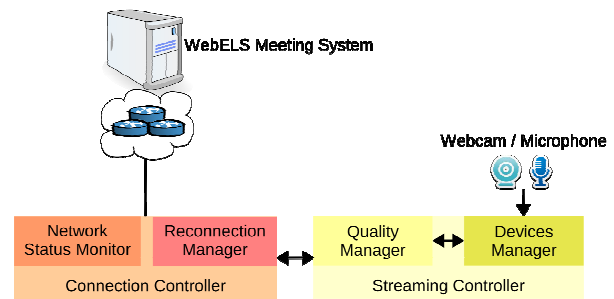 WebELS Meeting System
Webcam / Microphone
Network
Status Monitor
Reconnection
Manager
Quality
Manager
Devices
Manager
Connection Controller
Streaming Controller